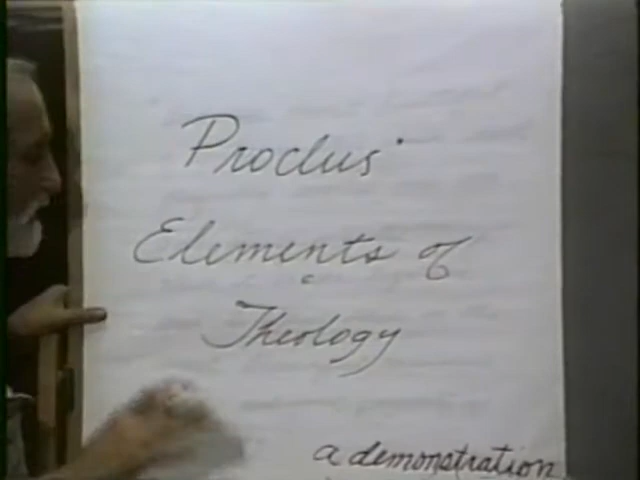 Proclus'
Elements of
Theology
a demonstration